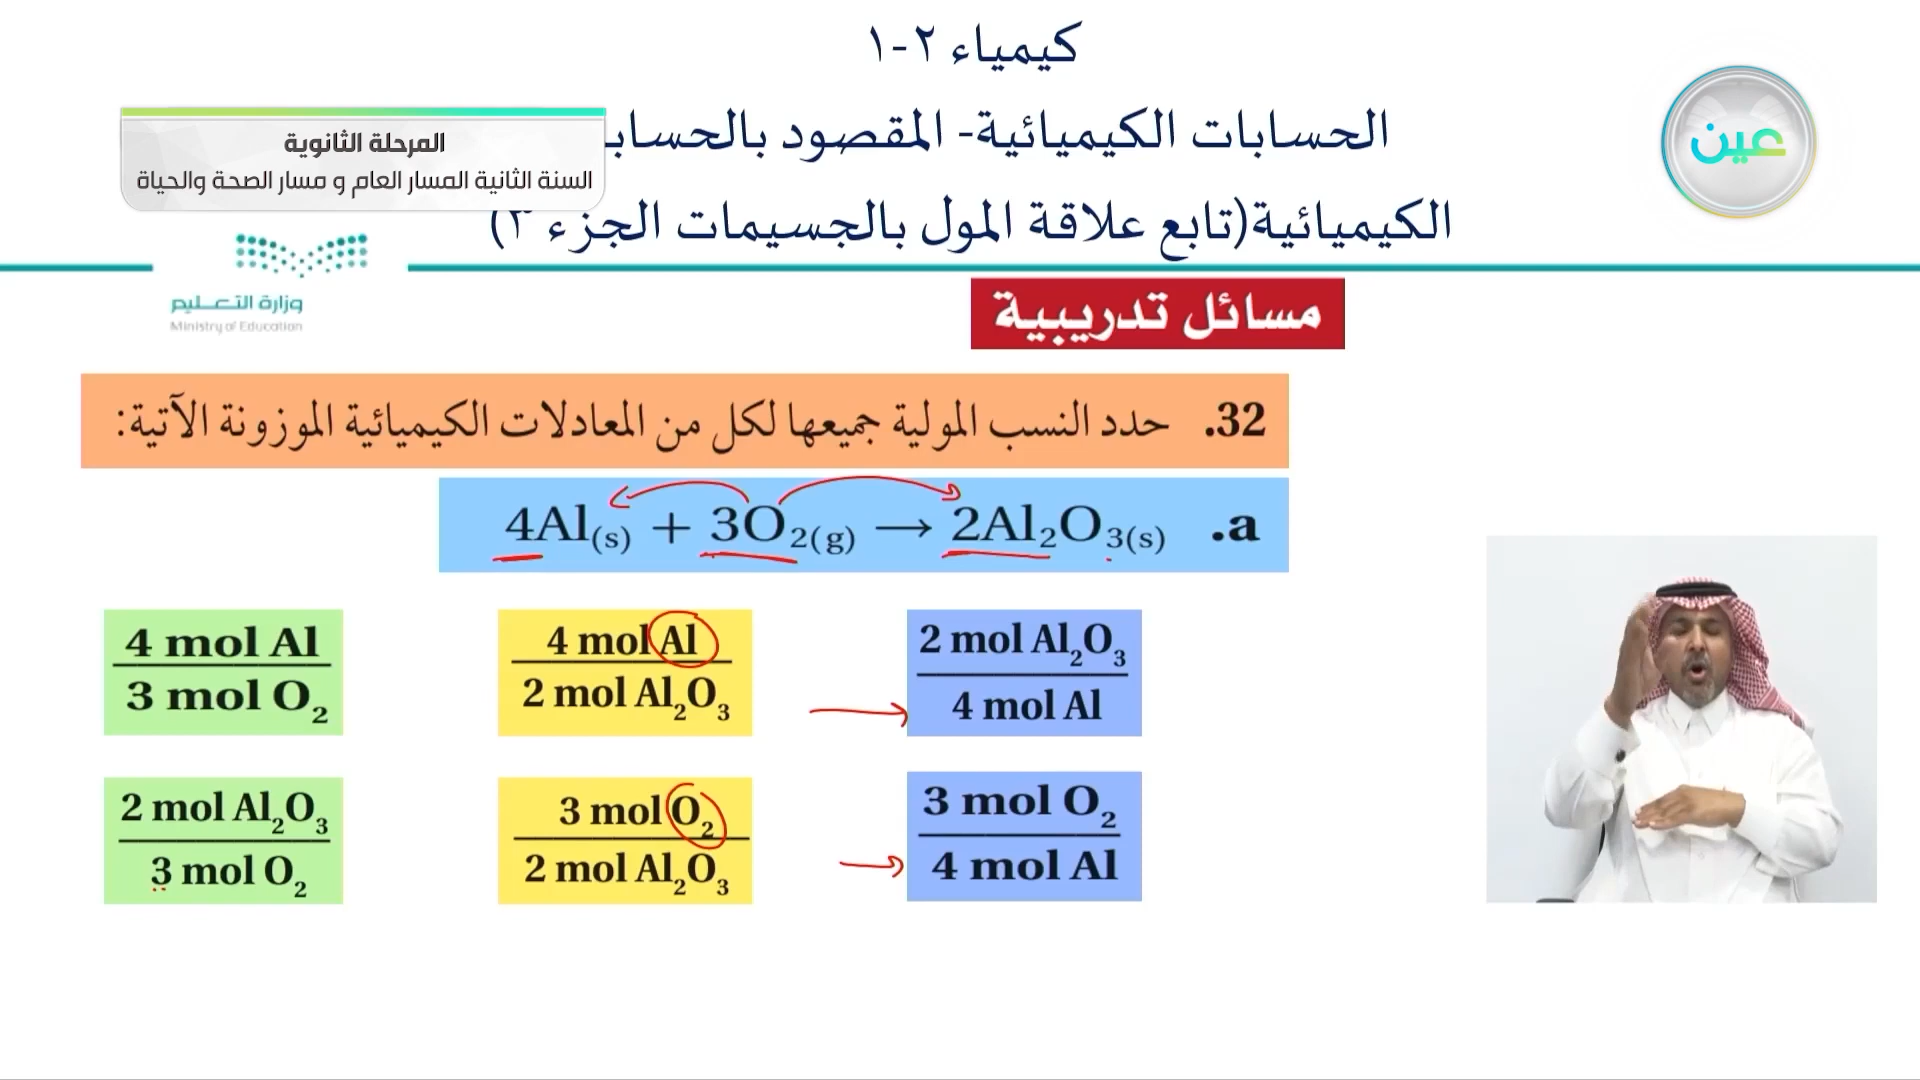 كيمياء ٢-١
الحسابات الكيميائية- المقصود بالحسابات
الكيميائية(تابع علاقة المول بالجسيمات الجزء ٣)
المرحلة الثانوية
السنة الثانية المسار العام و مسار الصحة والحياة
عين
وزارة التعليم
Ministry of Education
مسائل تدريبية
32. حدد النسب المولية جميعها لكل من المعادلات الكيميائية الموزونة الآتية:
.a 4Al(s) + 3O₂(g) → 2Al₂O₃(s)
2 mol Al₂O₃
4 mol Al
4 mol Al
2 mol Al₂O₃
4 mol Al
3 mol O₂
3 mol O₂
4 mol Al
3 mol O₂
2 mol Al₂O₃
2 mol Al₂O₃
3 mol O₂